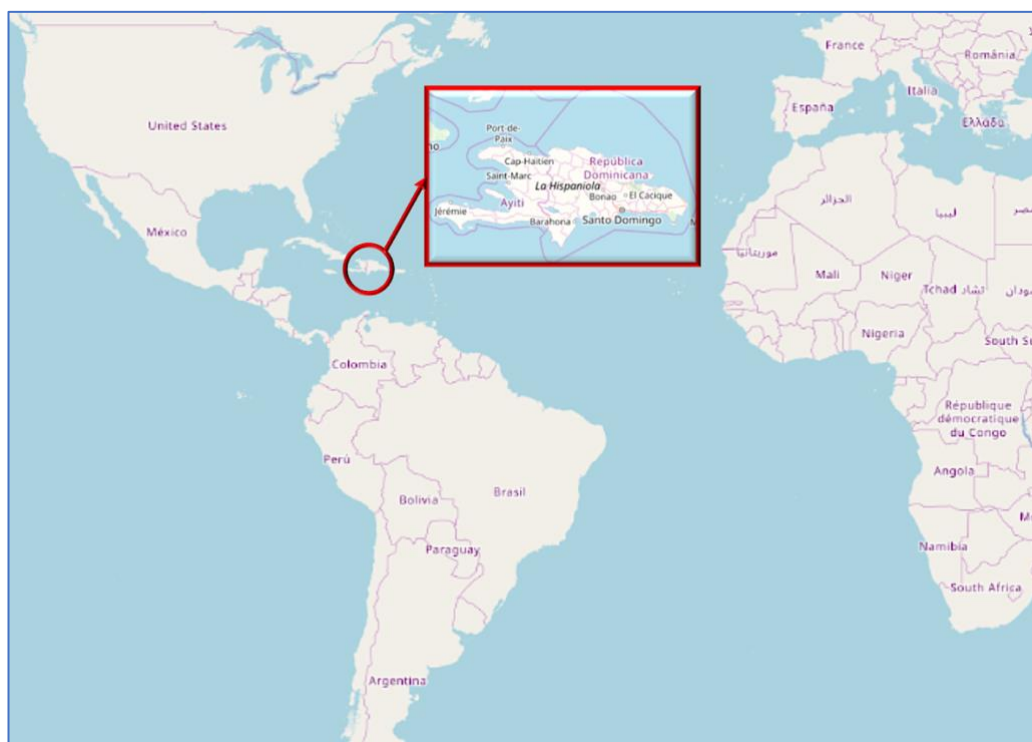 France
România
Italia
España
Ελλάδα
United States
Port-de-
Paix
Cap-Haïtien
República
Dominicana
Saint-Marc
La Hispaniola
Ayiti
Bonao
El Cacique
Jérémie
Barahona
Santo Domingo
México
الجزائر
ليبيا
موريتانيا
Mali
Niger
Tchad تشاد
Nigeria
South Su
Colombia
République
démocratique
du Congo
Perú
Angola
Bolivia
Brasil
Paraguay
Namibia
South Africa
Argentina